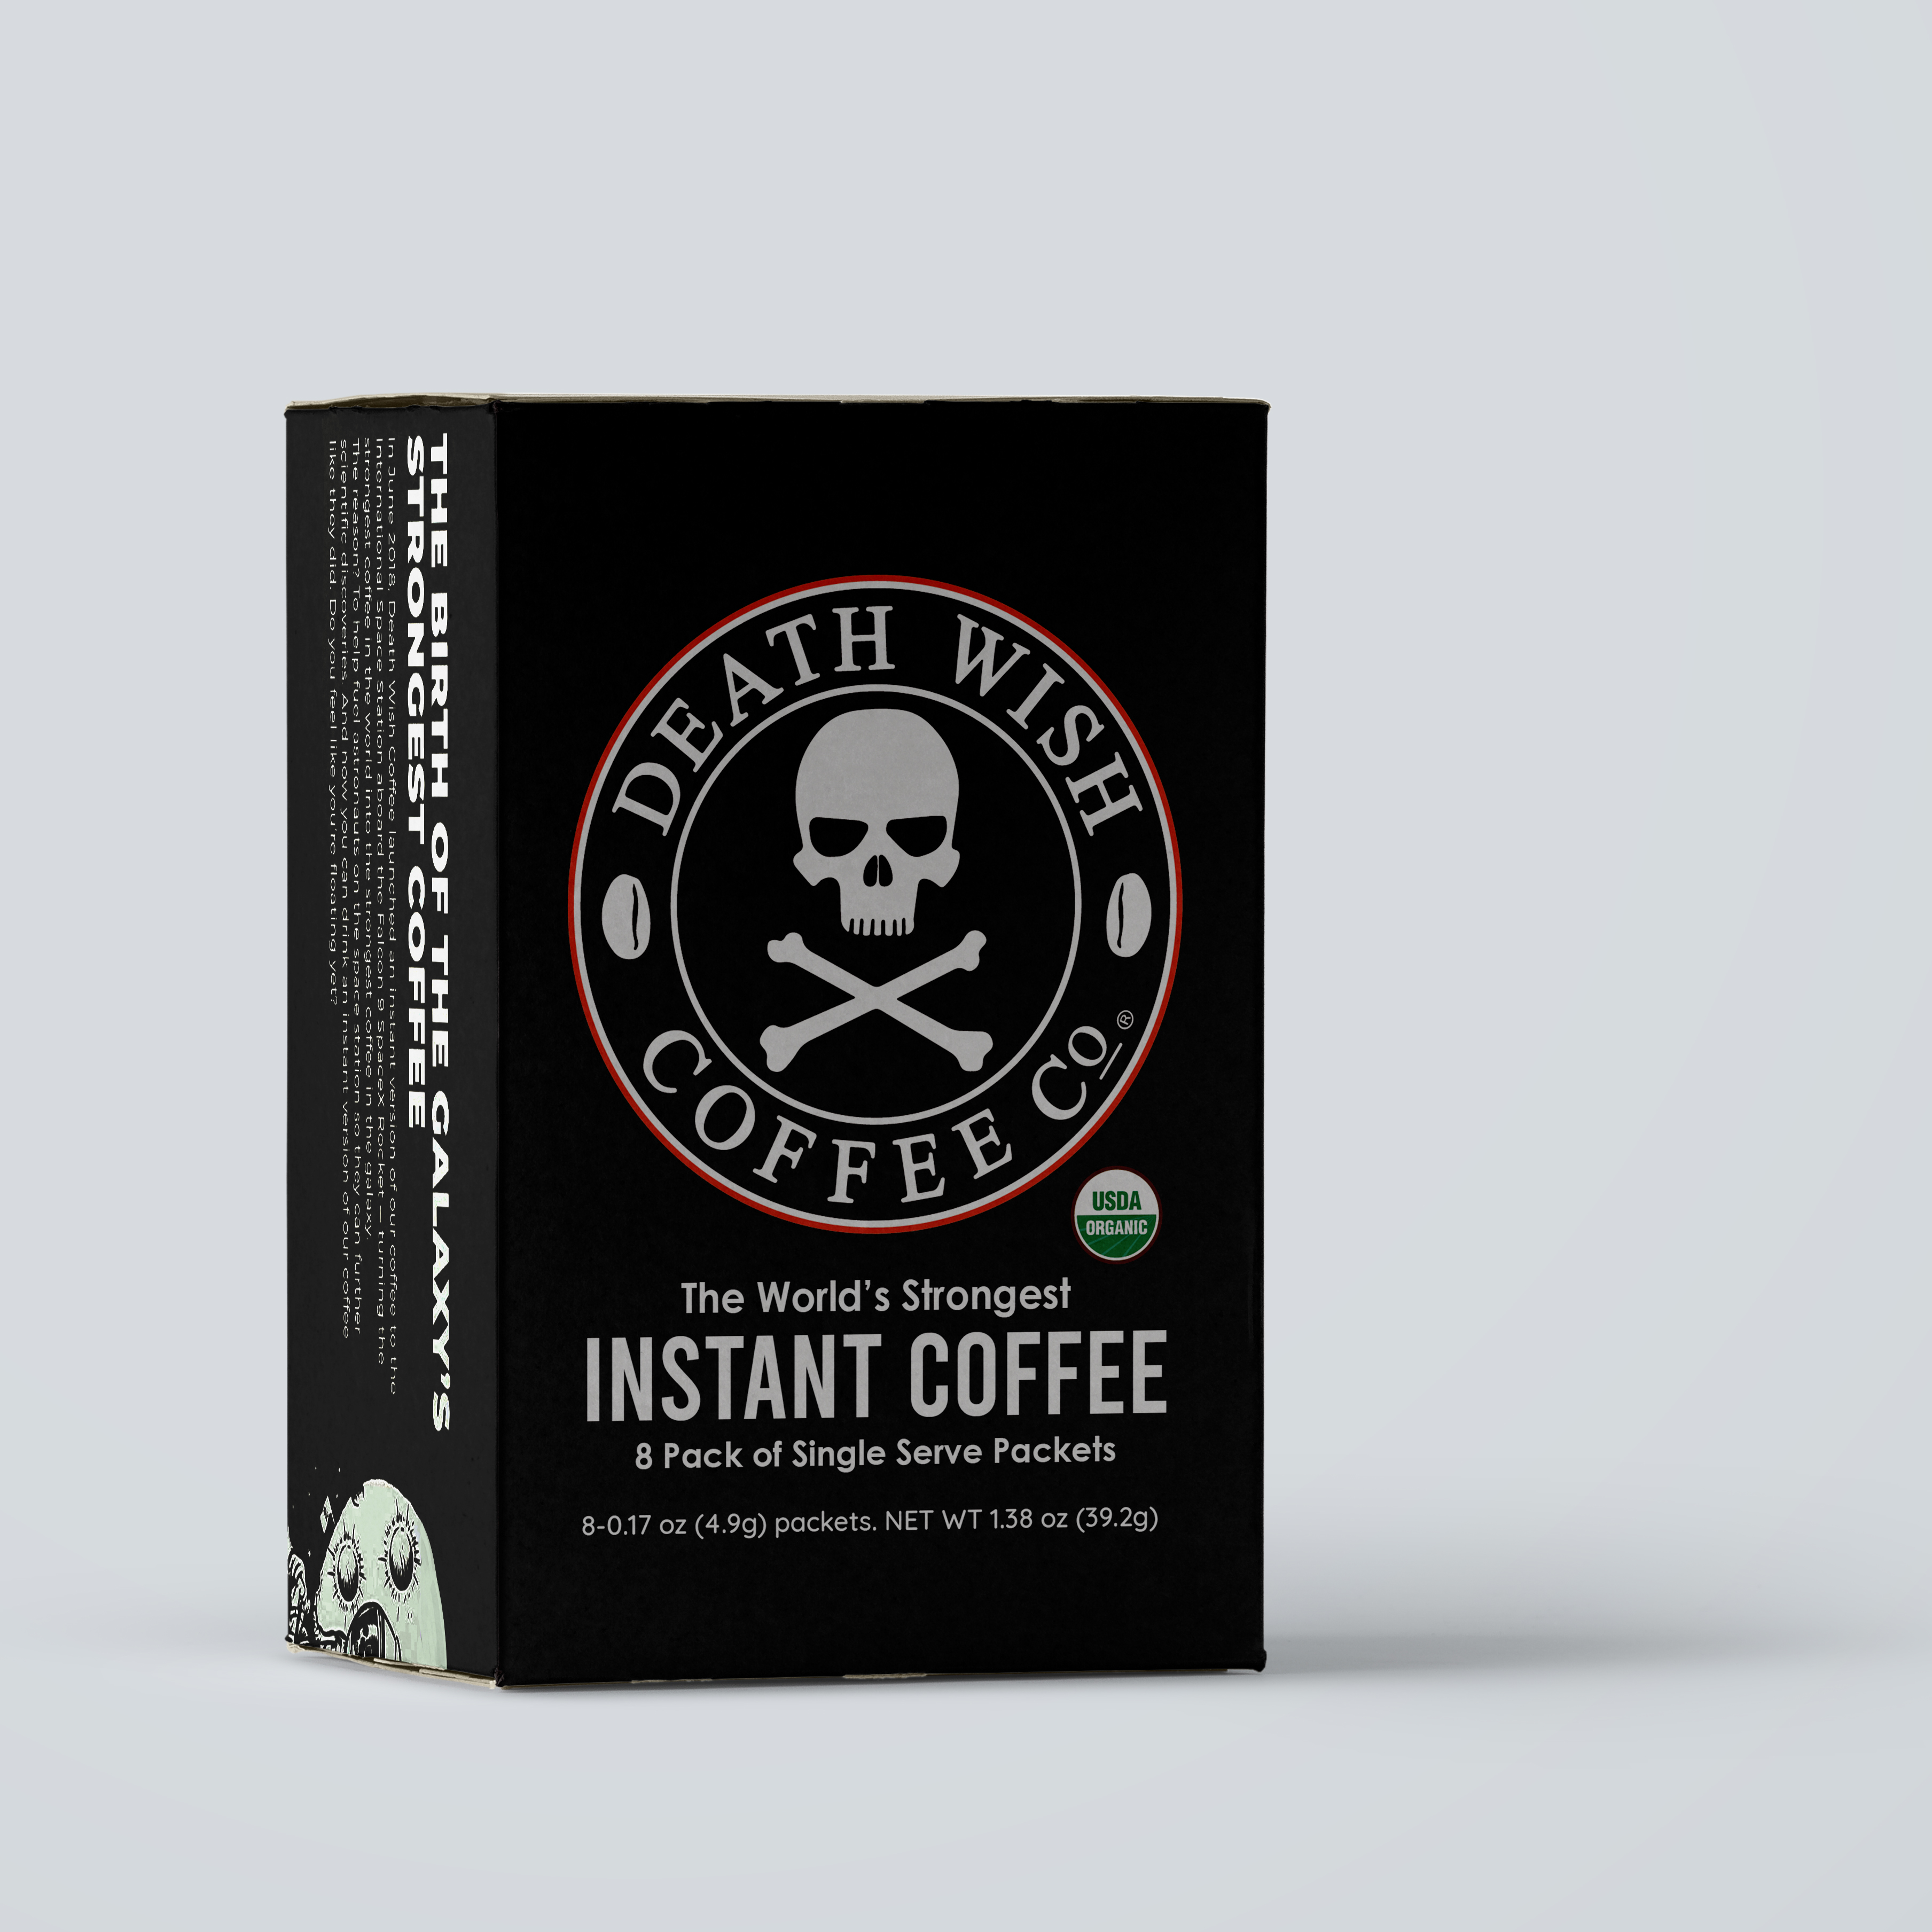 THE BIRTH OF THE GALAXY'S
STRONGEST COFFEE
In June 2018, Death Wish Coffee launched an instant version of our coffee to the
International Space Station aboard the Falcon 9 SpaceX Rocket — turning the
strongest coffee in the World into the strongest coffee in the galaxy.
The reason? To help fuel astronauts on the space station so they can further
scientific discoveries. And now you can drink an instant version of our coffee
like they did. Do you feel like you're floating yet?
DEATH WISH
COFFEE CO ®
USDA
ORGANIC
The World's Strongest
INSTANT COFFEE
8 Pack of Single Serve Packets
8-0.17 oz (4.9g) packets. NET WT 1.38 oz (39.2g)